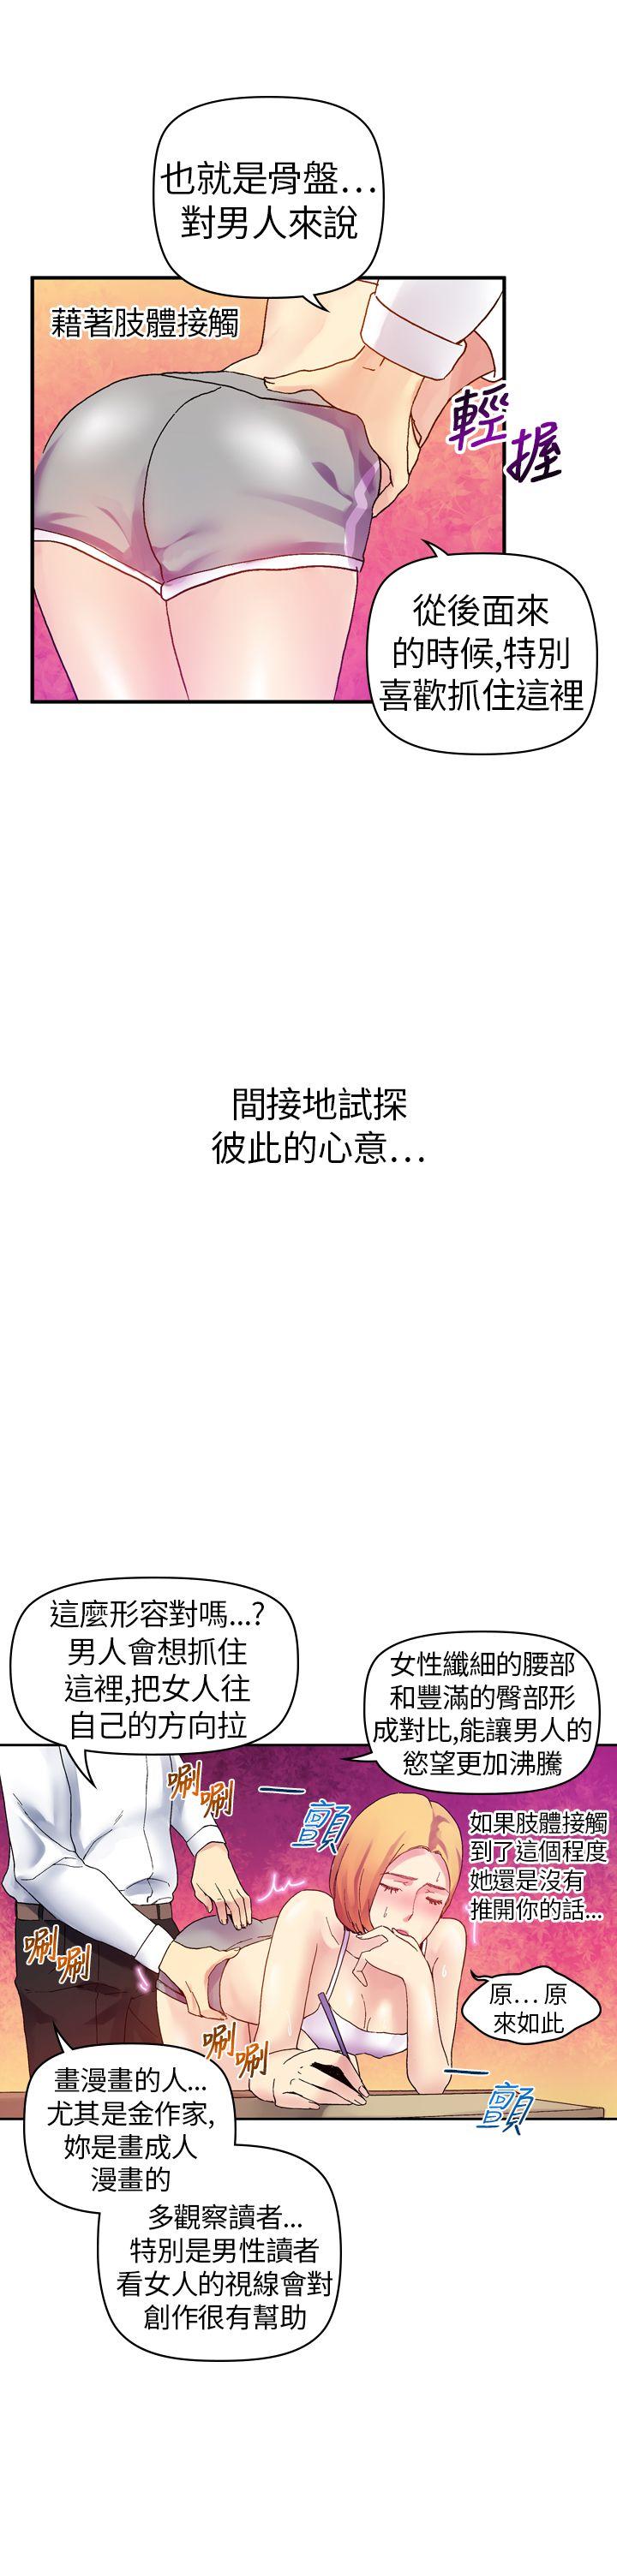 也就是骨盤...
對男人來說
藉著肢體接觸
輕握
從後面來
的時候,特別
喜歡抓住這裡
間接地試探
彼此的心意...
這麼形容對嗎...?
男人會想抓住
這裡,把女人往
自己的方向拉
女性纖細的腰部
和豐滿的臀部形
成對比,能讓男人的
慾望更加沸騰
唰唰
一顫
如果肢體接觸
到了這個程度
她還是沒有
推開你的話...
唰唰
原...原
來如此
唰唰
一顫
畫漫畫的人...
尤其是金作家,
妳是畫成人
漫畫的
多觀察讀者...
特別是男性讀者
看女人的視線會對
創作很有幫助